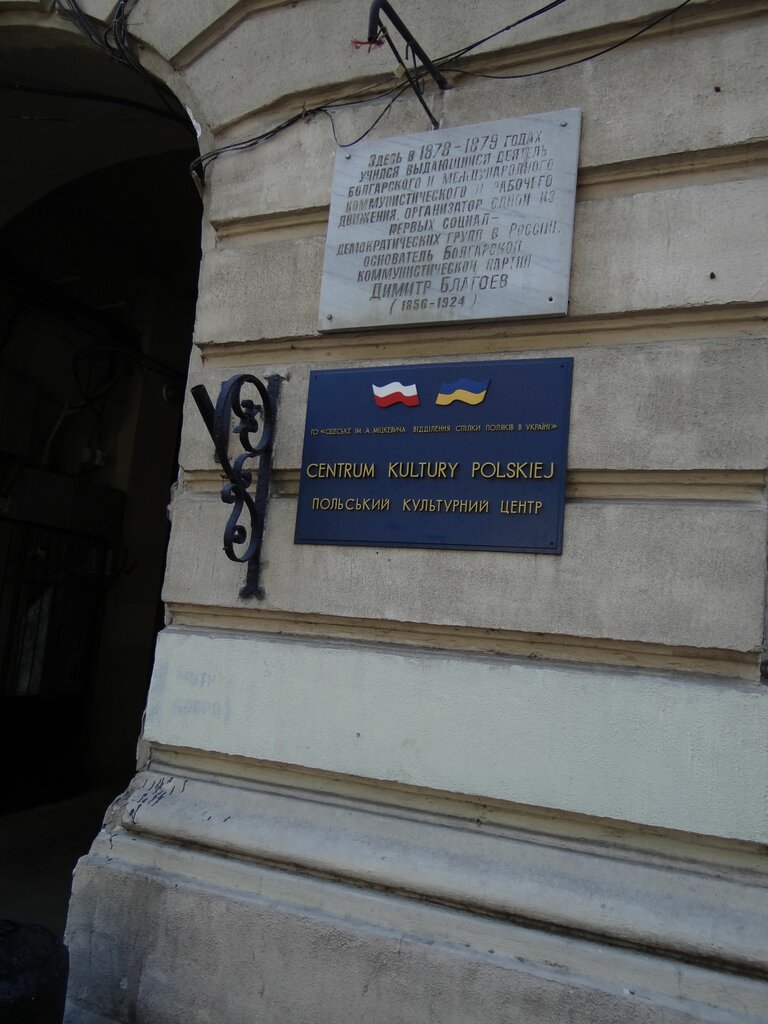 Здесь в 1878-1879 годах
учился выдающийся деятель
болгарского и международного
коммунистического и рабочего
движения, организатор одной из
первых социал-
демократических групп в России,
основатель Болгарской
коммунистической партии
Димитр Благоев
(1856-1924)
ГО «ОДЕСЬКЕ ІМ. А. МІЦКЕВИЧА ВІДДІЛЕННЯ СПІЛКИ ПОЛЯКІВ В УКРАЇНІ»
CENTRUM KULTURY POLSKIEJ
ПОЛЬСЬКИЙ КУЛЬТУРНИЙ ЦЕНТР